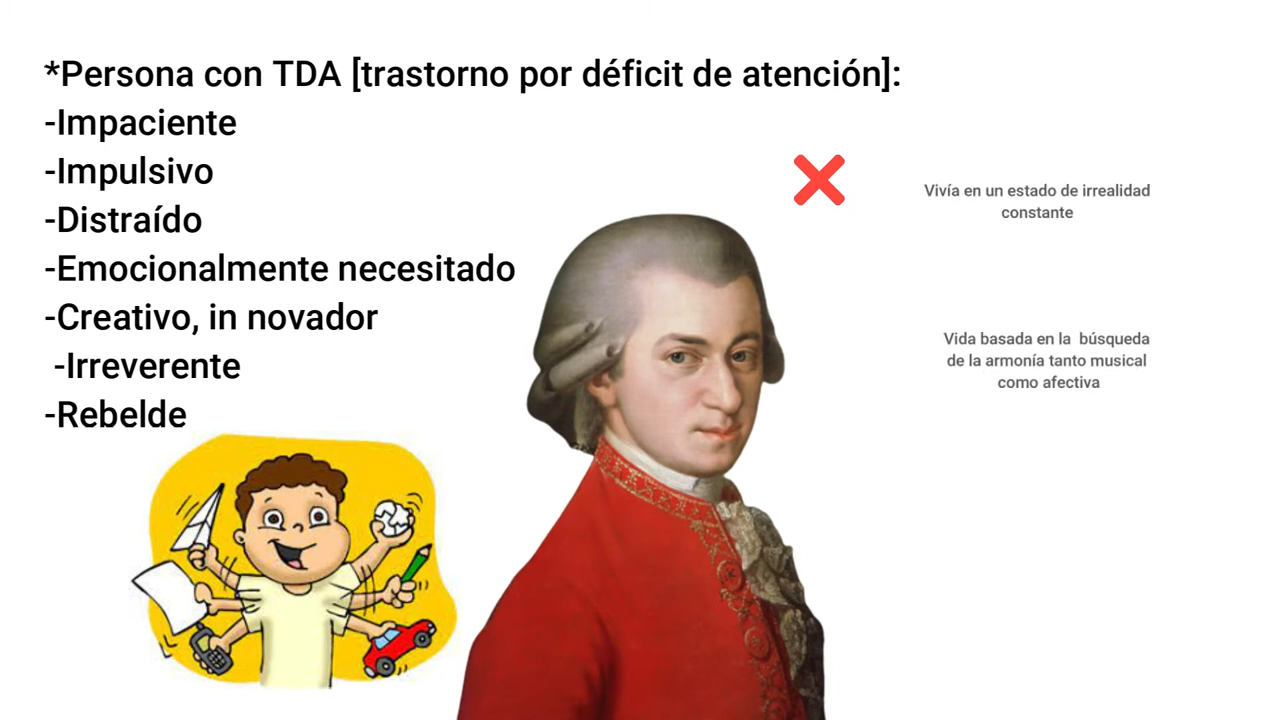 *Persona con TDA [trastorno por déficit de atención]:
-Impaciente
-Impulsivo
-Distraído
-Emocionalmente necesitado
-Creativo, in novador
-Irreverente
-Rebelde
Vivía en un estado de irrealidad
constante
Vida basada en la  búsqueda
de la armonía tanto musical
como afectiva